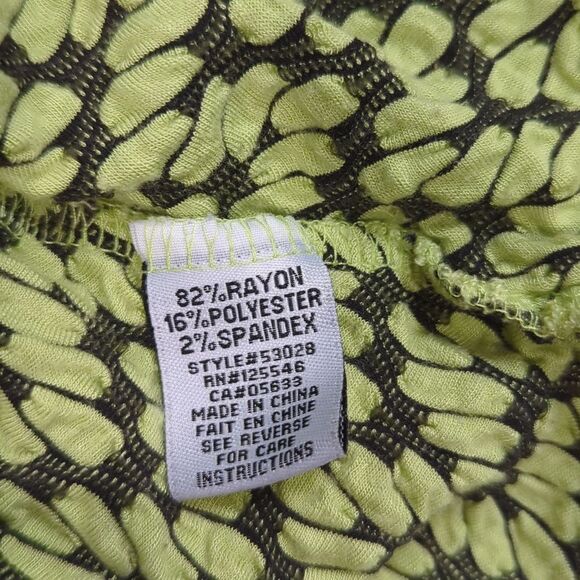 82%RAYON
16%POLYESTER
2%SPANDEX
STYLE#53028
RN#125546
CA#05633
MADE IN CHINA
FAIT EN CHINE
SEE REVERSE
FOR CARE
INSTRUCTIONS